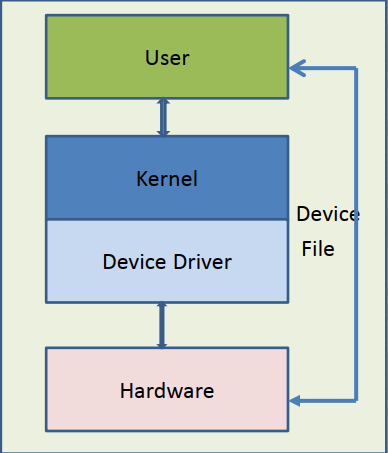 User
Kernel
Device
File
Device Driver
Hardware